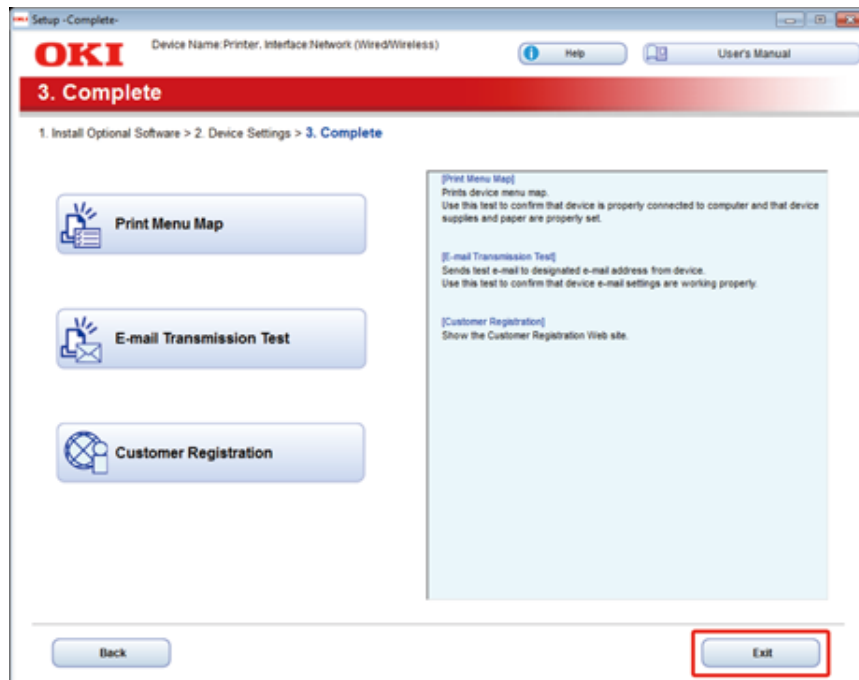 OKI Setup -Complete-
OKI
Device Name:Printer, Interface:Network (Wired/Wireless)
Help
User's Manual
3. Complete
1. Install Optional Software > 2. Device Settings > 3. Complete
Print Menu Map
E-mail Transmission Test
Customer Registration
[Print Menu Map]
Prints device menu map.
Use this test to confirm that device is properly connected to computer and that device
supplies and paper are properly set.
[E-mail Transmission Test]
Sends test e-mail to designated e-mail address from device.
Use this test to confirm that device e-mail settings are working properly.
[Customer Registration]
Show the Customer Registration Web site.
Back
Exit